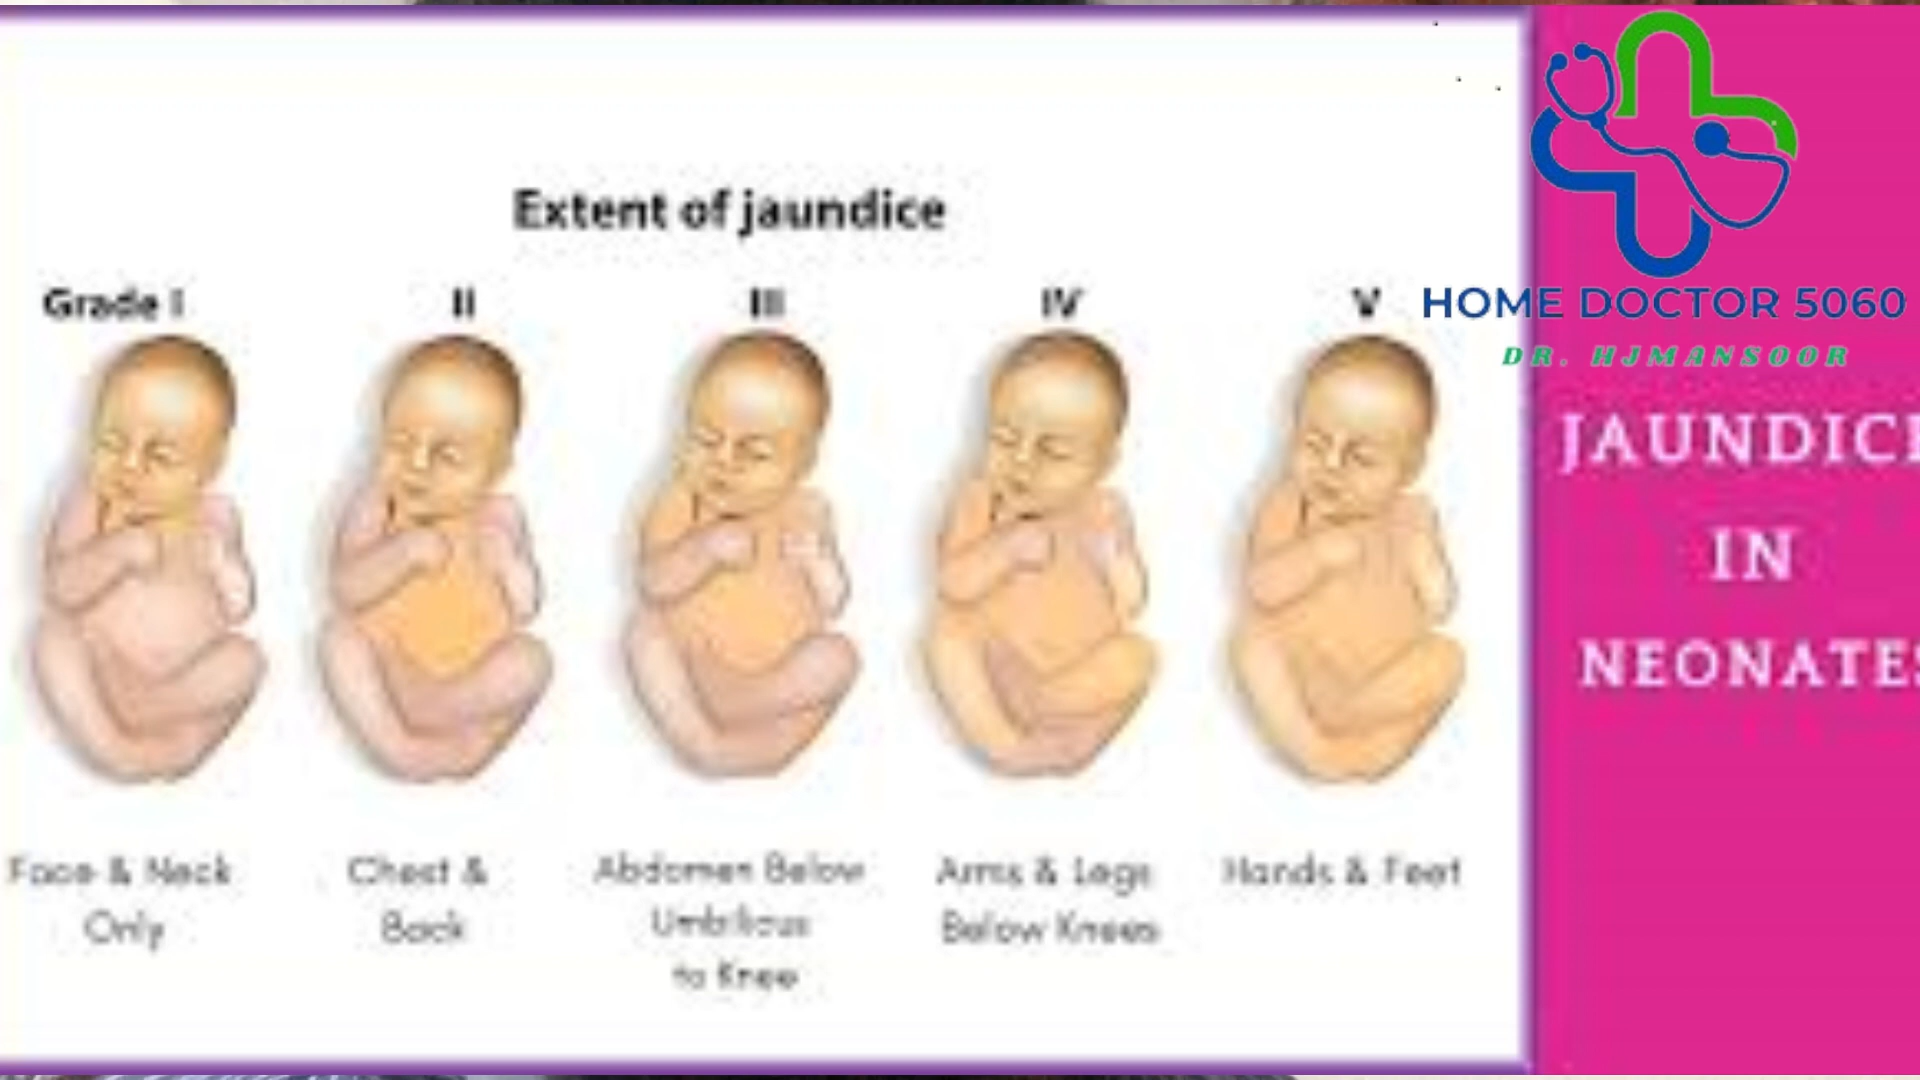 Extent of jaundice
Grade I II III IV V
Face & Neck
Only
Chest &
Back
Abdomen Below
Umbilicus
to Knee
Arms & Legs
Below Knees
Hands & Feet
HOME DOCTOR 5060
DR. HJMANSOOR
JAUNDICE
IN
NEONATES